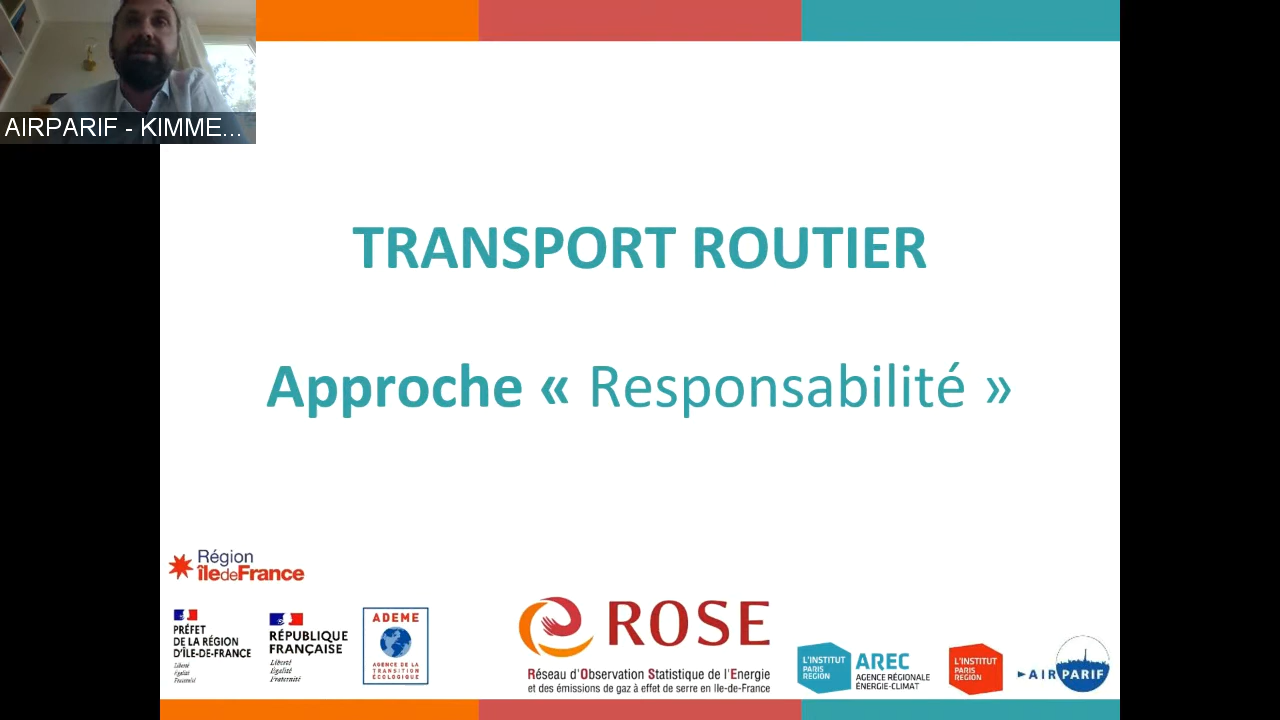 AIRPARIF - KIMME...
TRANSPORT ROUTIER
Approche « Responsabilité »
Région
îledeFrance
PRÉFET
DE LA RÉGION
D'ÎLE-DE-FRANCE
Liberté
Égalité
Fraternité
RÉPUBLIQUE
FRANÇAISE
Liberté
Égalité
Fraternité
ADEME
AGENCE DE LA
TRANSITION
ÉCOLOGIQUE
ROSE
Réseau d'Observation Statistique de l'Energie
et des émissions de gaz à effet de serre en Ile-de-France
L'INSTITUT
PARIS
REGION
AREC
AGENCE RÉGIONALE
ÉNERGIE-CLIMAT
L'INSTITUT
PARIS
REGION
AIRPARIF